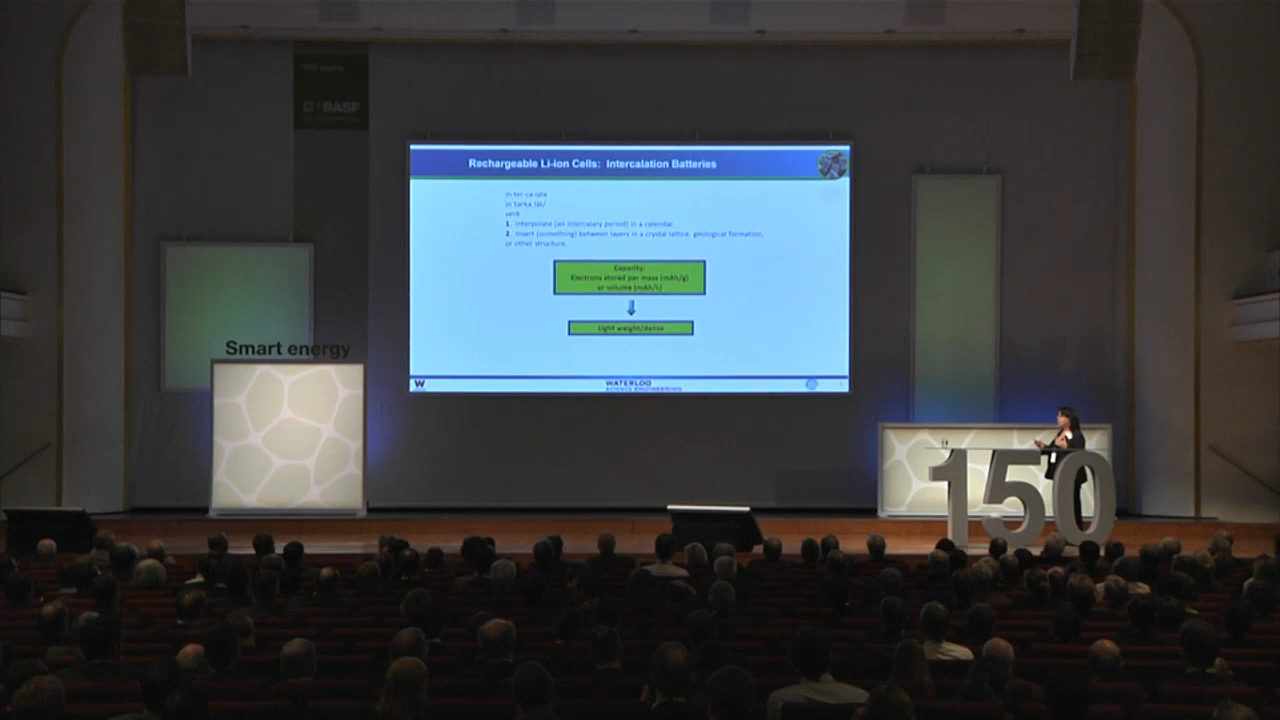 150 years
BASF
Rechargeable Li-ion Cells: Intercalation Batteries
in·ter·ca·late
verb
1. interpolate (an intercalary period) in a calendar.
2. insert (something) between layers in a crystal lattice, geological formation,
or other structure.
Capacity:
Electrons stored per mass (mAh/g)
or volume (mAh/L)
Light weight/dense
Smart energy
W
WATERLOO
SCIENCE ENGINEERING
150